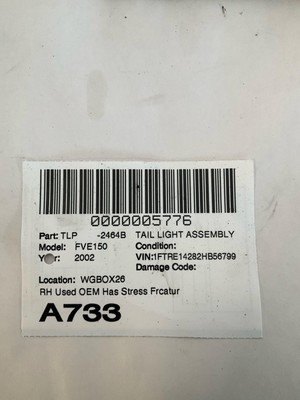 0000005776
Part: TLP -2464B TAIL LIGHT ASSEMBLY
Model: FVE150 Condition:
Year: 2002 VIN:1FTRE14282HB56799
Damage Code:
Location: WGBOX26
RH Used OEM Has Stress Frcatur
A733